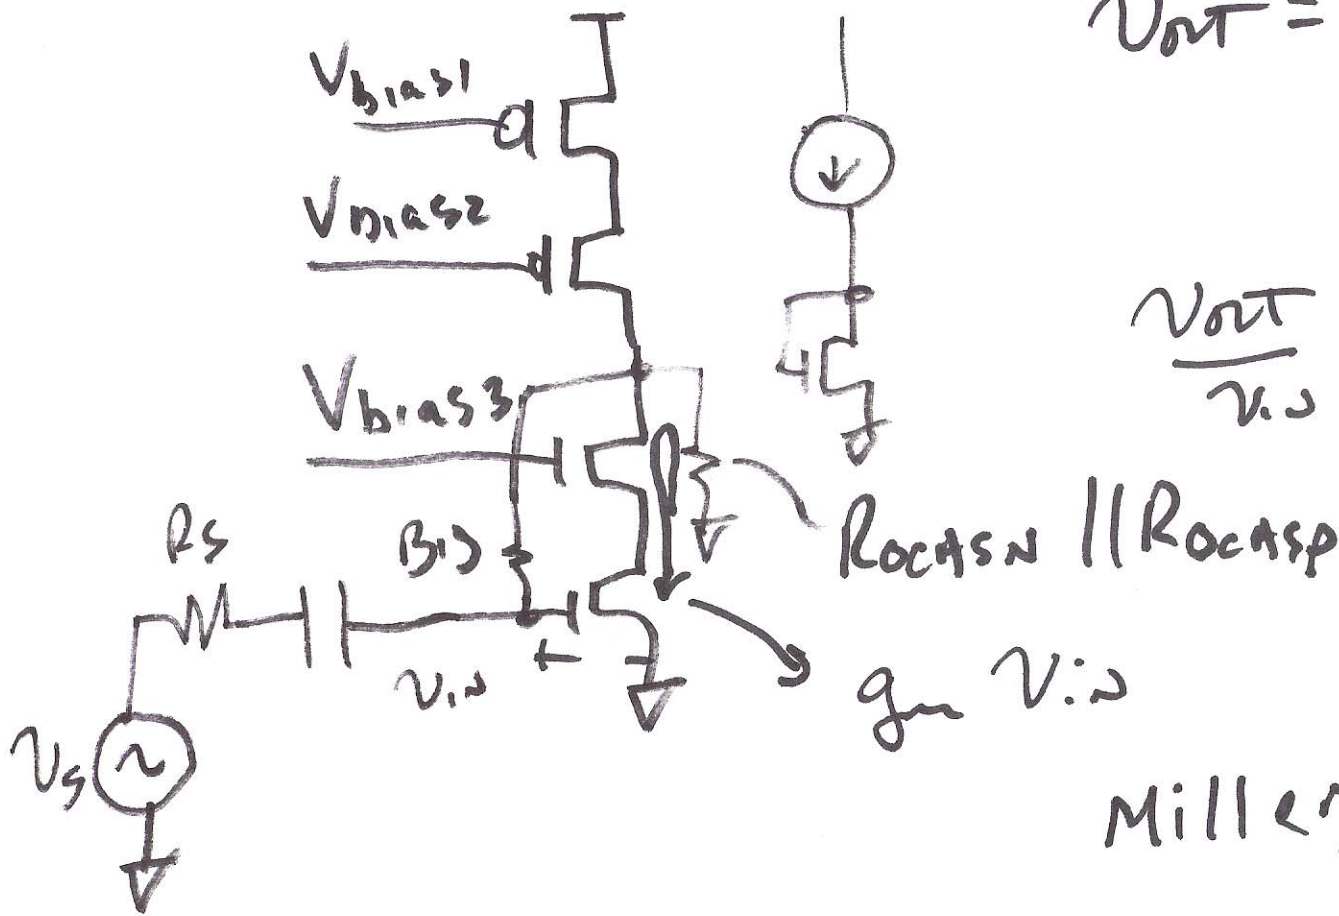 Vbias1
VOUT =
Vbias2
VOUT
Vin
Vbias3
Rs
ROCASN || ROCASP
Vin
gm Vin
Vs
Miller